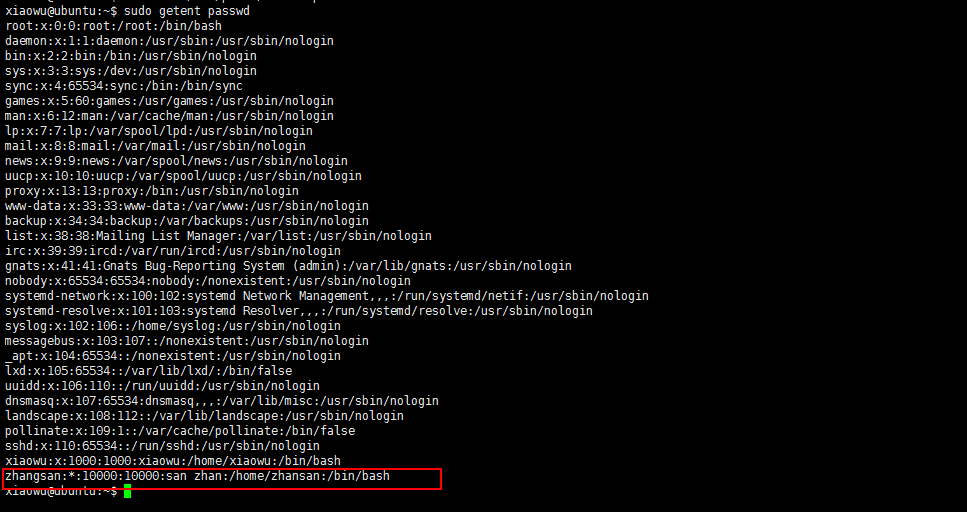 xiaowu@ubuntu:~$ sudo getent passwd
root:x:0:0:root:/root:/bin/bash
daemon:x:1:1:daemon:/usr/sbin:/usr/sbin/nologin
bin:x:2:2:bin:/bin:/usr/sbin/nologin
sys:x:3:3:sys:/dev:/usr/sbin/nologin
sync:x:4:65534:sync:/bin:/bin/sync
games:x:5:60:games:/usr/games:/usr/sbin/nologin
man:x:6:12:man:/var/cache/man:/usr/sbin/nologin
lp:x:7:7:lp:/var/spool/lpd:/usr/sbin/nologin
mail:x:8:8:mail:/var/mail:/usr/sbin/nologin
news:x:9:9:news:/var/spool/news:/usr/sbin/nologin
uucp:x:10:10:uucp:/var/spool/uucp:/usr/sbin/nologin
proxy:x:13:13:proxy:/bin:/usr/sbin/nologin
www-data:x:33:33:www-data:/var/www:/usr/sbin/nologin
backup:x:34:34:backup:/var/backups:/usr/sbin/nologin
list:x:38:38:Mailing List Manager:/var/list:/usr/sbin/nologin
irc:x:39:39:ircd:/var/run/ircd:/usr/sbin/nologin
gnats:x:41:41:Gnats Bug-Reporting System (admin):/var/lib/gnats:/usr/sbin/nologin
nobody:x:65534:65534:nobody:/nonexistent:/usr/sbin/nologin
systemd-network:x:100:102:systemd Network Management,,,:/run/systemd/netif:/usr/sbin/nologin
systemd-resolve:x:101:103:systemd Resolver,,,:/run/systemd/resolve:/usr/sbin/nologin
syslog:x:102:106::/home/syslog:/usr/sbin/nologin
messagebus:x:103:107::/nonexistent:/usr/sbin/nologin
_apt:x:104:65534::/nonexistent:/usr/sbin/nologin
lxd:x:105:65534::/var/lib/lxd/:/bin/false
uuidd:x:106:110::/run/uuidd:/usr/sbin/nologin
dnsmasq:x:107:65534:dnsmasq,,,:/var/lib/misc:/usr/sbin/nologin
landscape:x:108:112::/var/lib/landscape:/usr/sbin/nologin
pollinate:x:109:1::/var/cache/pollinate:/bin/false
sshd:x:110:65534::/run/sshd:/usr/sbin/nologin
xiaowu:x:1000:1000:xiaowu:/home/xiaowu:/bin/bash
zhangsan:*:10000:10000:san zhan:/home/zhansan:/bin/bash
xiaowu@ubuntu:~$